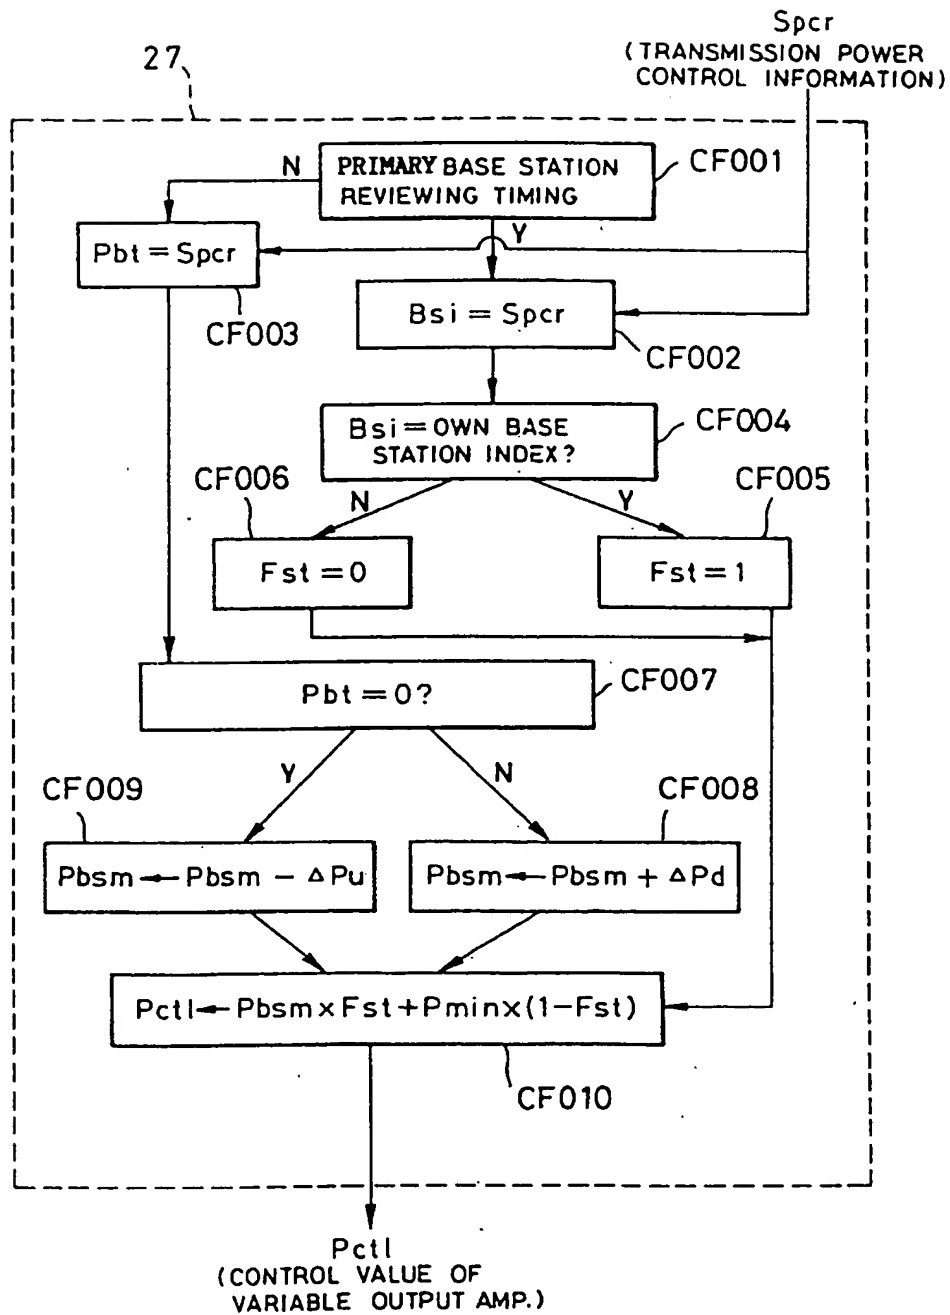 Spcr
(TRANSMISSION POWER
CONTROL INFORMATION)
27
N
PRIMARY BASE STATION
REVIEWING TIMING
CF001
Y
Pbt = Spcr
CF003
Bsi = Spcr
CF002
Bsi = OWN BASE
STATION INDEX?
CF004
CF006
N
Y
CF005
Fst = 0
Fst = 1
Pbt = 0?
CF007
Y
N
CF009
CF008
Pbsm ← Pbsm - ΔPu
Pbsm ← Pbsm + ΔPd
Pctl ← Pbsm x Fst + Pmin x (1-Fst)
CF010
Pctl
(CONTROL VALUE OF
VARIABLE OUTPUT AMP.)